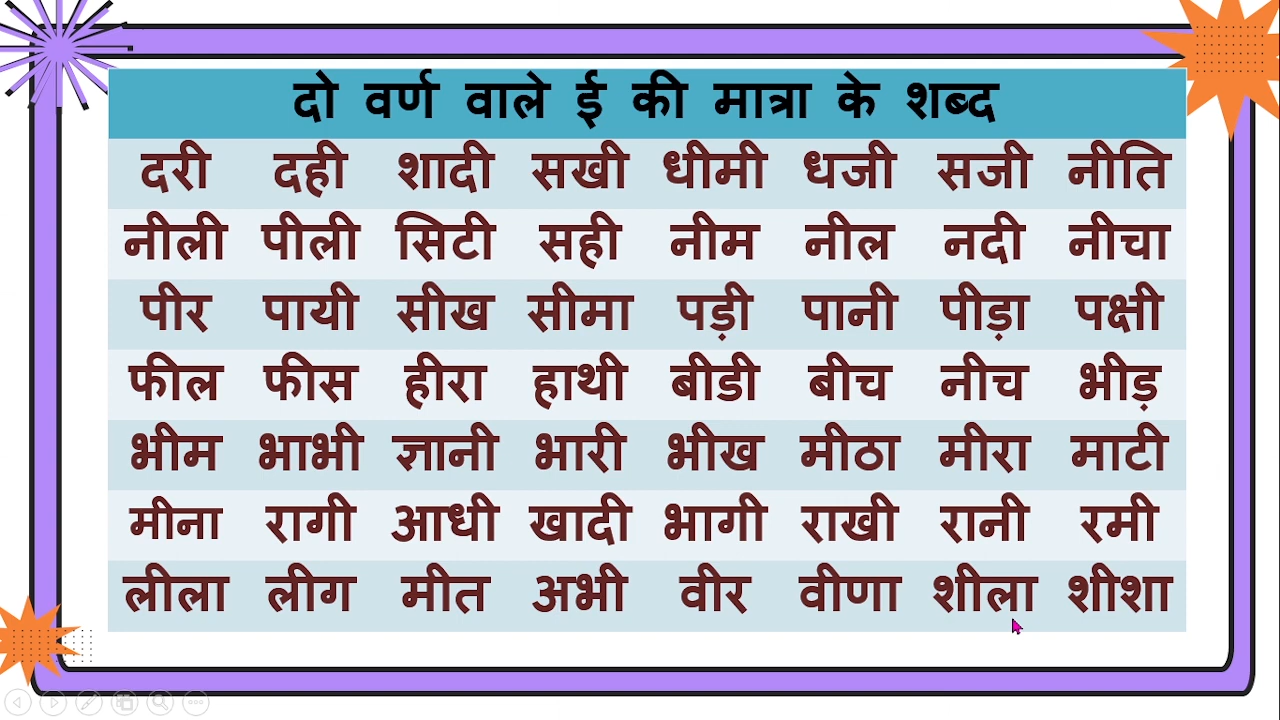 दो वर्ण वाले ई की मात्रा के शब्द
दरी दही शादी सखी धीमी धजी सजी नीति
नीली पीली सिटी सही नीम नील नदी नीचा
पीर पायी सीख सीमा पड़ी पानी पीड़ा पक्षी
फील फीस हीरा हाथी बीडी बीच नीच भीड़
भीम भाभी ज्ञानी भारी भीख मीठा मीरा माटी
मीना रागी आधी खादी भागी राखी रानी रमी
लीला लीग मीत अभी वीर वीणा शीला शीशा